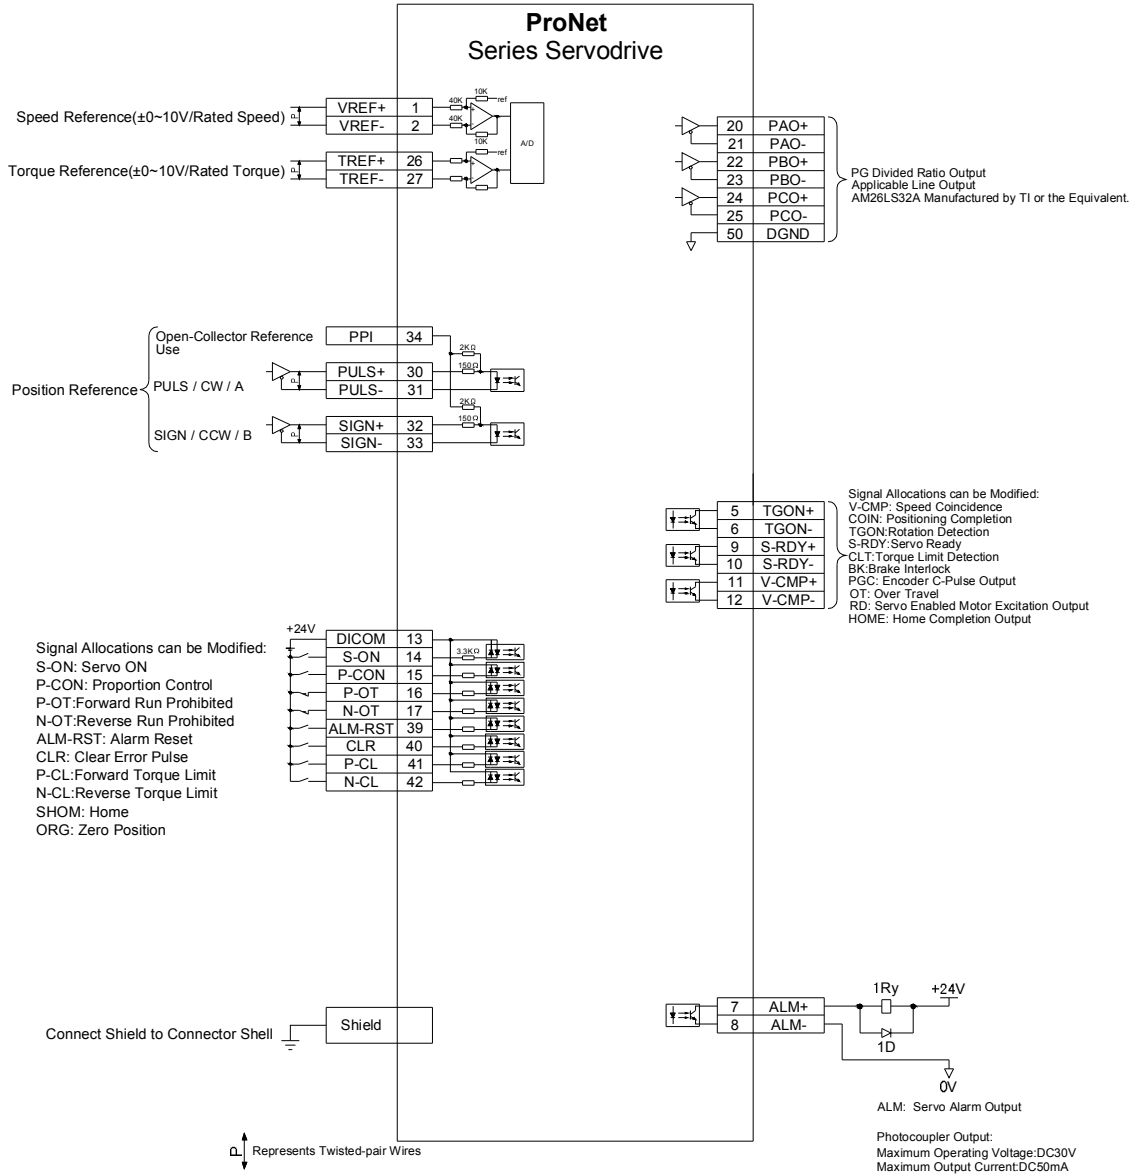 ProNet
Series Servodrive
Speed Reference(±0~10V/Rated Speed)
P
VREF+ 1
VREF- 2
40K
40K
10K
ref
10K
A/D
Torque Reference(±0~10V/Rated Torque)
P
TREF+ 26
TREF- 27
ref
20 PAO+
21 PAO-
22 PBO+
23 PBO-
24 PCO+
25 PCO-
50 DGND
PG Divided Ratio Output
Applicable Line Output
AM26LS32A Manufactured by TI or the Equivalent.
Position Reference
Open-Collector Reference
Use
PPI 34
2KΩ
PULS / CW / A
P
PULS+ 30
PULS- 31
150Ω
2KΩ
SIGN / CCW / B
P
SIGN+ 32
SIGN- 33
150Ω
5 TGON+
6 TGON-
9 S-RDY+
10 S-RDY-
11 V-CMP+
12 V-CMP-
Signal Allocations can be Modified:
V-CMP: Speed Coincidence
COIN: Positioning Completion
TGON:Rotation Detection
S-RDY:Servo Ready
CLT:Torque Limit Detection
BK:Brake Interlock
PGC: Encoder C-Pulse Output
OT: Over Travel
RD: Servo Enabled Motor Excitation Output
HOME: Home Completion Output
Signal Allocations can be Modified:
S-ON: Servo ON
P-CON: Proportion Control
P-OT:Forward Run Prohibited
N-OT:Reverse Run Prohibited
ALM-RST: Alarm Reset
CLR: Clear Error Pulse
P-CL:Forward Torque Limit
N-CL:Reverse Torque Limit
SHOM: Home
ORG: Zero Position
+24V
DICOM 13
S-ON 14
P-CON 15
P-OT 16
N-OT 17
ALM-RST 39
CLR 40
P-CL 41
N-CL 42
3.3KΩ
Connect Shield to Connector Shell
Shield
7 ALM+
8 ALM-
1Ry
+24V
1D
0V
ALM: Servo Alarm Output
Photocoupler Output:
Maximum Operating Voltage:DC30V
Maximum Output Current:DC50mA
P
Represents Twisted-pair Wires